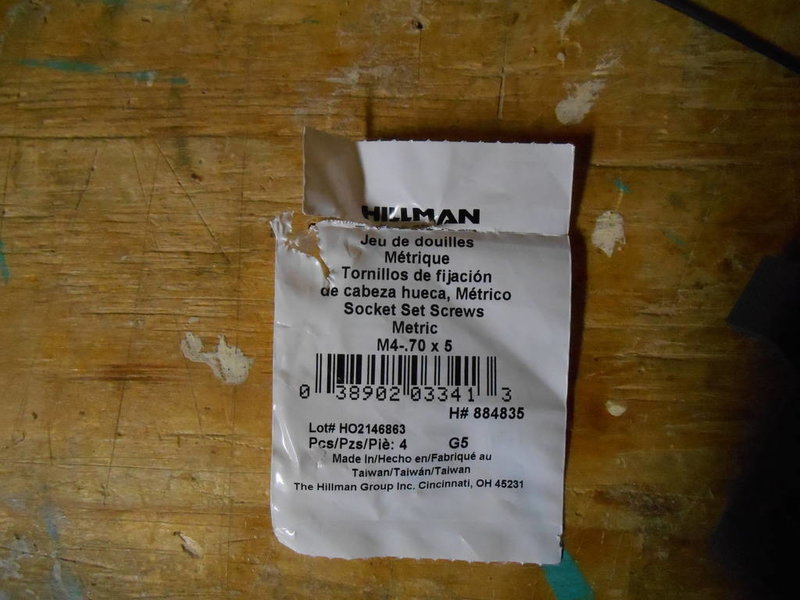 HILLMAN
Jeu de douilles
Métrique
Tornillos de fijación
de cabeza hueca, Métrico
Socket Set Screws
Metric
M4-.70 x 5
0 38902 03341 3
H# 884835
Lot# HO2146863
Pcs/Pzs/Piè: 4 G5
Made In/Hecho en/Fabriqué au
Taiwan/Taiwán/Taiwan
The Hillman Group Inc. Cincinnati, OH 45231